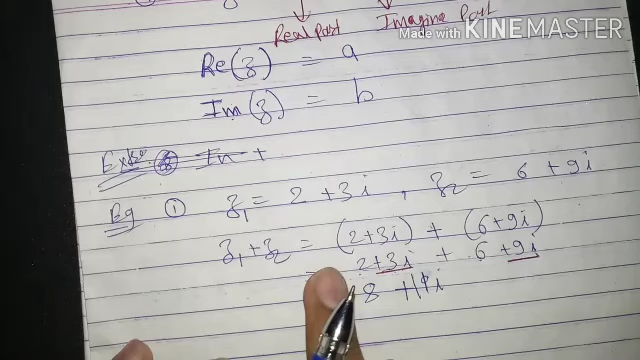 Real Part Imagine Part
Made with KINEMASTER
Re(z) = a
Im(z) = b
Eg ① z₁ = 2 + 3i , z₂ = 6 + 9i
z₁ + z₂ = (2+3i) + (6+9i)
= 2+3i + 6+9i
8 +